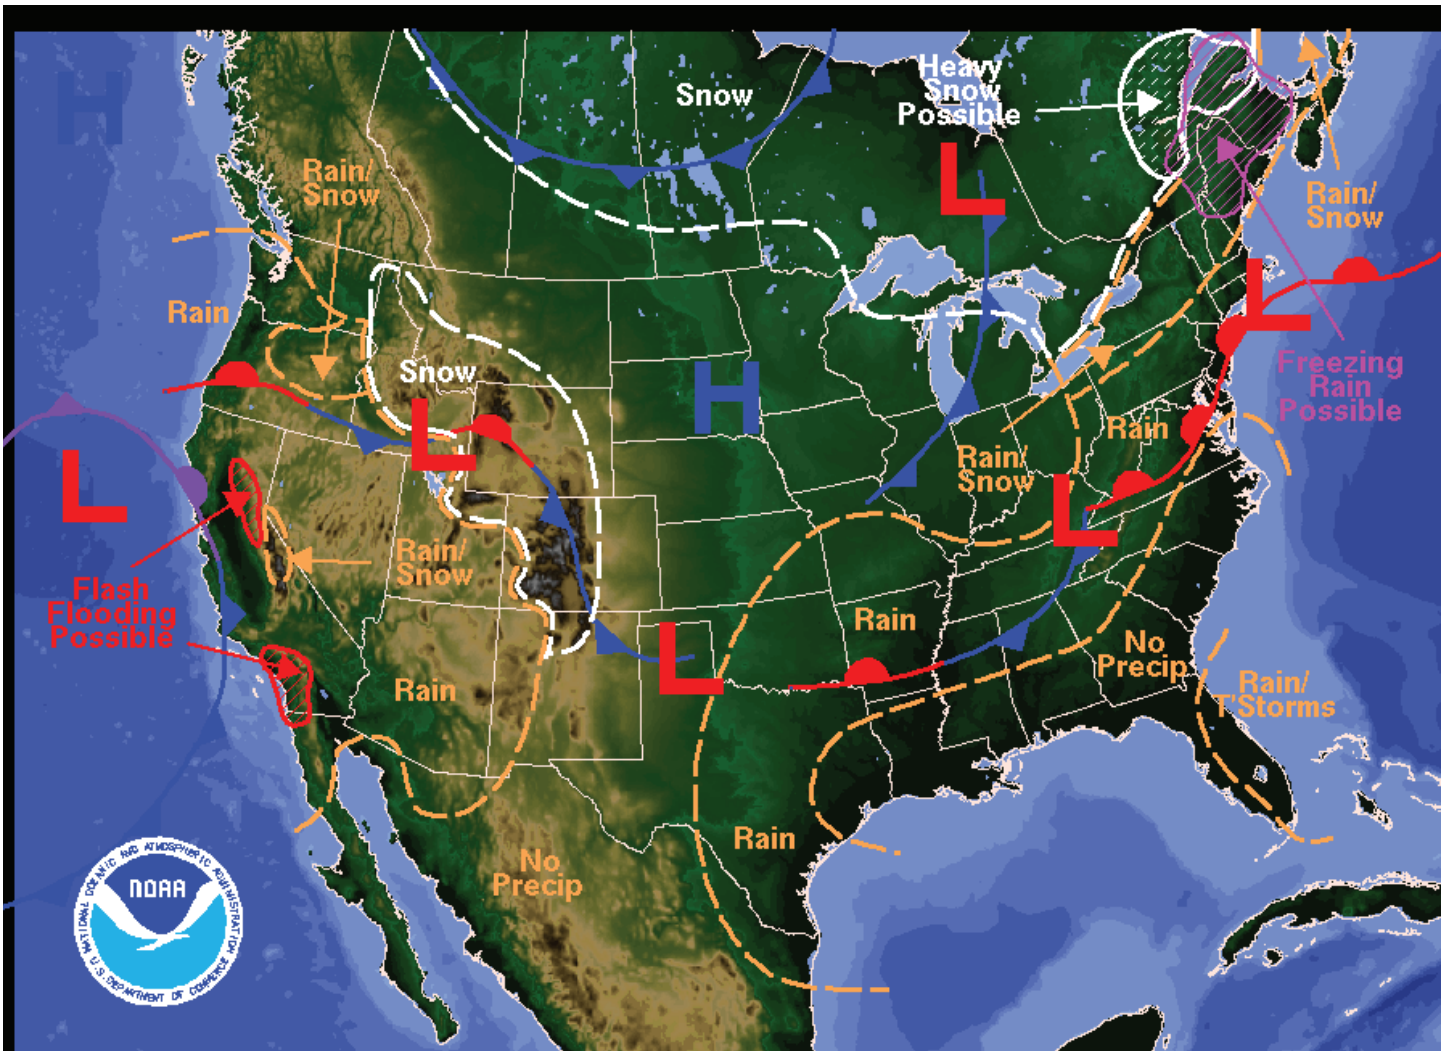 H
Snow
Heavy
Snow
Possible
L
Rain/
Snow
Rain/
Snow
Rain
L
Freezing
Rain
Possible
Snow
H
L
Rain
Rain/
Snow
L
L
Rain/
Snow
Flash
Flooding
Possible
Rain
L
No
Precip
Rain
Rain/
T'Storms
Rain
No
Precip
NATIONAL OCEANIC AND ATMOSPHERIC ADMINISTRATION
NOAA
U.S. DEPARTMENT OF COMMERCE